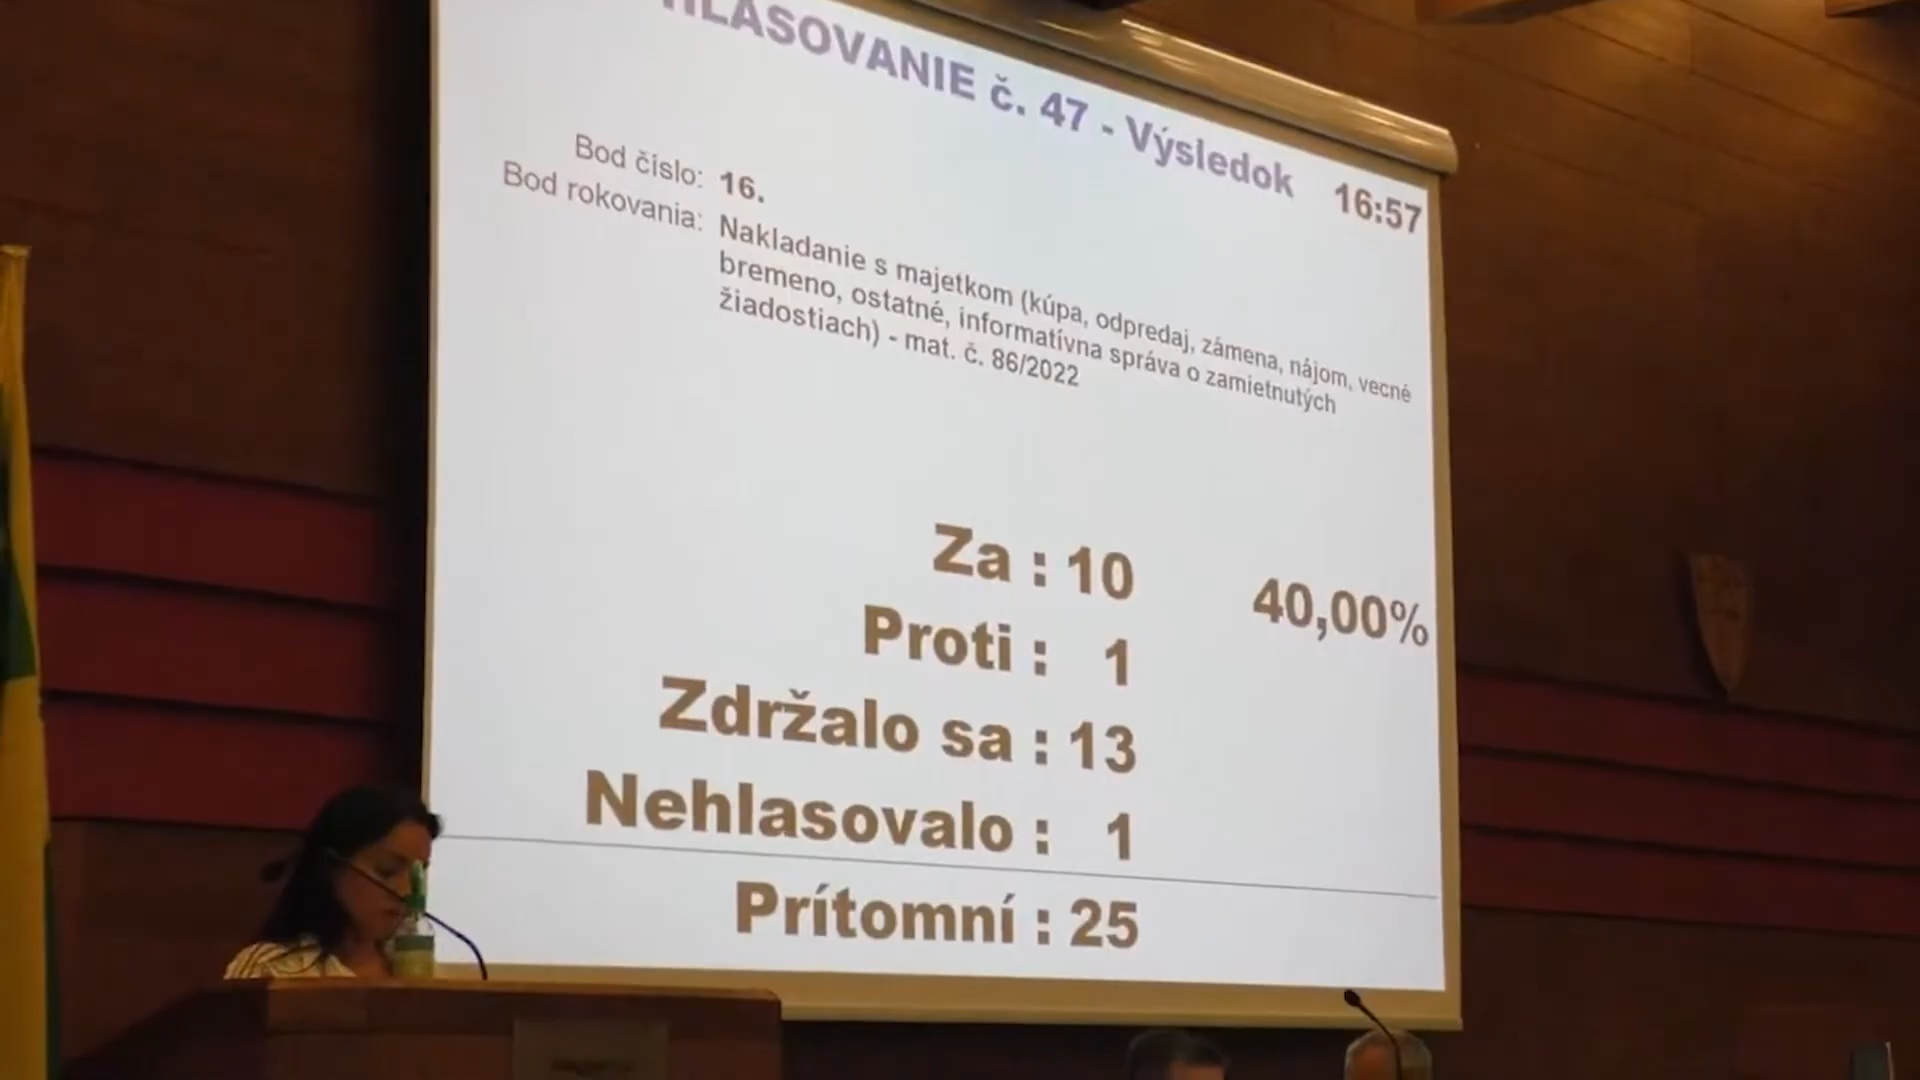 HLASOVANIE č. 47 - Výsledok 16:57
Bod číslo: 16.
Bod rokovania: Nakladanie s majetkom (kúpa, odpredaj, zámena, nájom, vecné
bremeno, ostatné, informatívna správa o zamietnutých
žiadostiach) - mat. č. 86/2022
Za : 10 40,00%
Proti : 1
Zdržalo sa : 13
Nehlasovalo : 1
Prítomní : 25